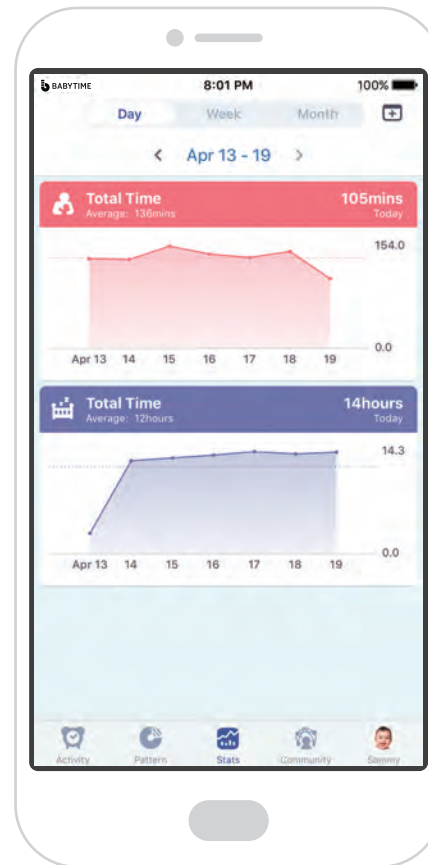 BABYTIME 8:01 PM 100%
Day Week Month
< Apr 13 - 19 >
Total Time 105mins
Average: 136mins Today
154.0
0.0
Apr 13 14 15 16 17 18 19
Total Time 14hours
Average: 12hours Today
14.3
0.0
Apr 13 14 15 16 17 18 19
Activity Pattern Stats Community Sammy